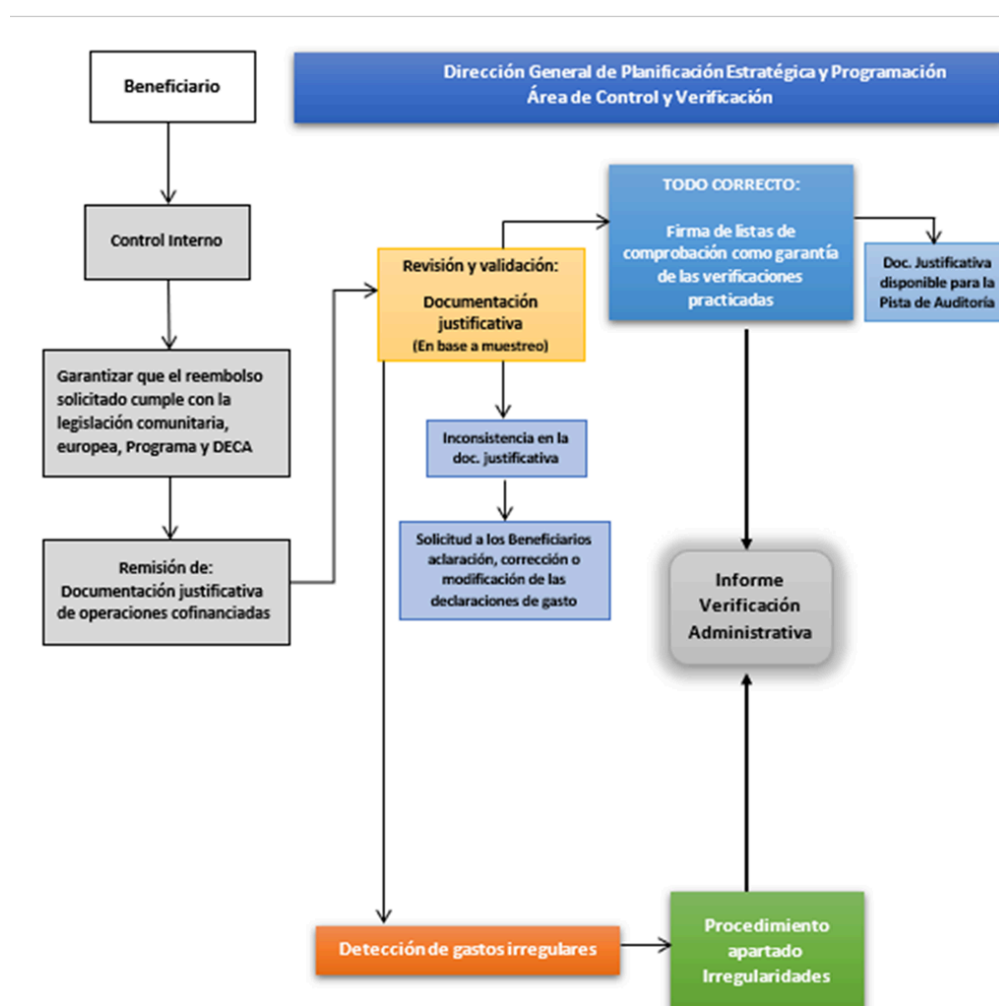 Beneficiario
Dirección General de Planificación Estratégica y Programación
Área de Control y Verificación
Control Interno
Garantizar que el reembolso
solicitado cumple con la
legislación comunitaria,
europea, Programa y DECA
Remisión de:
Documentación justificativa
de operaciones cofinanciadas
Revisión y validación:
Documentación
justificativa
(En base a muestreo)
Inconsistencia en la
doc. justificativa
Solicitud a los Beneficiarios
aclaración, corrección o
modificación de las
declaraciones de gasto
TODO CORRECTO:
Firma de listas de
comprobación como garantía
de las verificaciones
practicadas
Doc. Justificativa
disponible para la
Pista de Auditoría
Informe
Verificación
Administrativa
Detección de gastos irregulares
Procedimiento
apartado
Irregularidades